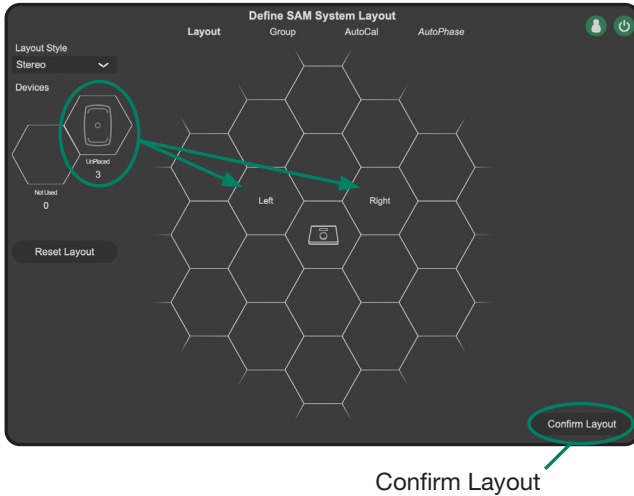 Define SAM System Layout
Layout Group AutoCal AutoPhase
Layout Style
Stereo
Devices
UnPlaced
3
Not Used
0
Left Right
Reset Layout
Confirm Layout
Confirm Layout